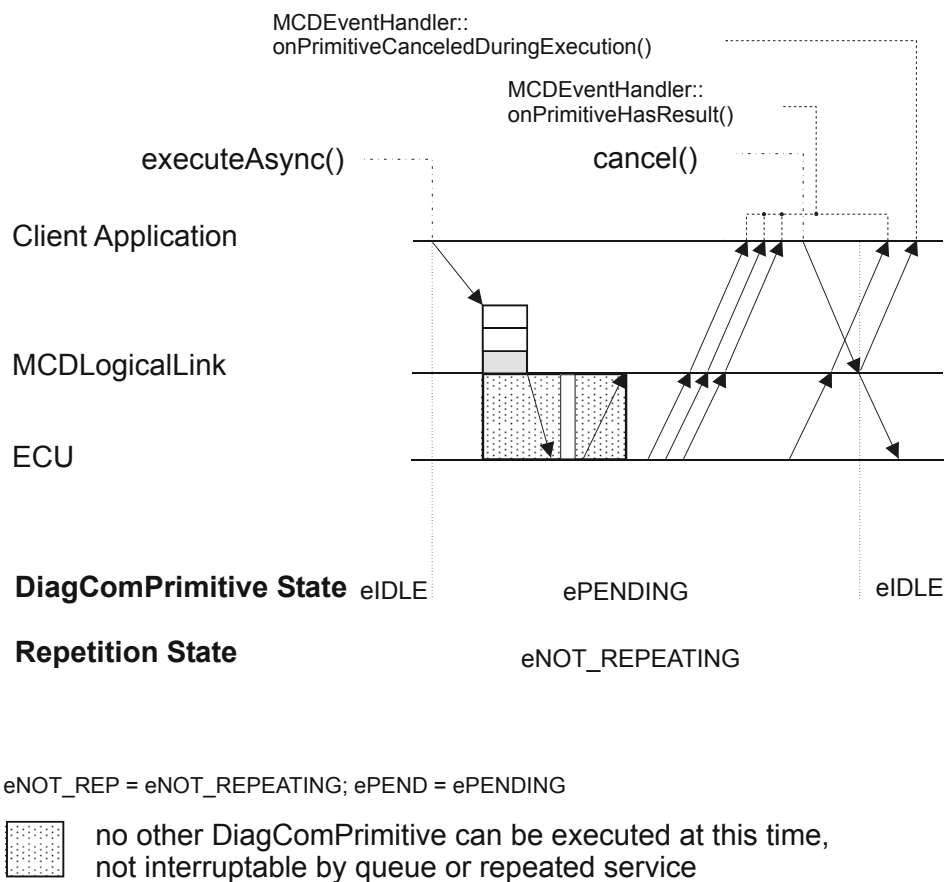 MCDEventHandler::
onPrimitiveCanceledDuringExecution()
MCDEventHandler::
onPrimitiveHasResult()
executeAsync()
cancel()
Client Application
MCDLogicalLink
ECU
DiagComPrimitive State eIDLE ePENDING eIDLE
Repetition State eNOT_REPEATING
eNOT_REP = eNOT_REPEATING; ePEND = ePENDING
no other DiagComPrimitive can be executed at this time,
not interruptable by queue or repeated service